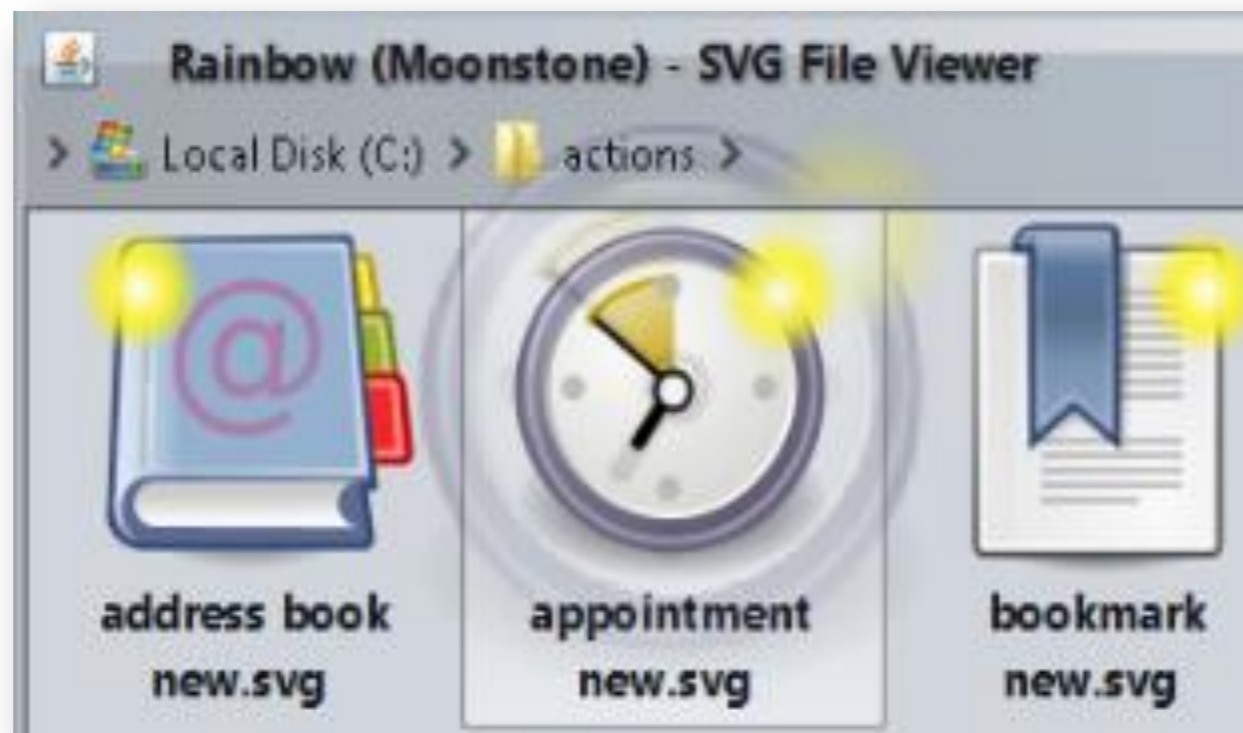 Rainbow (Moonstone) - SVG File Viewer
> Local Disk (C:) > actions >
@
address book
new.svg
appointment
new.svg
bookmark
new.svg